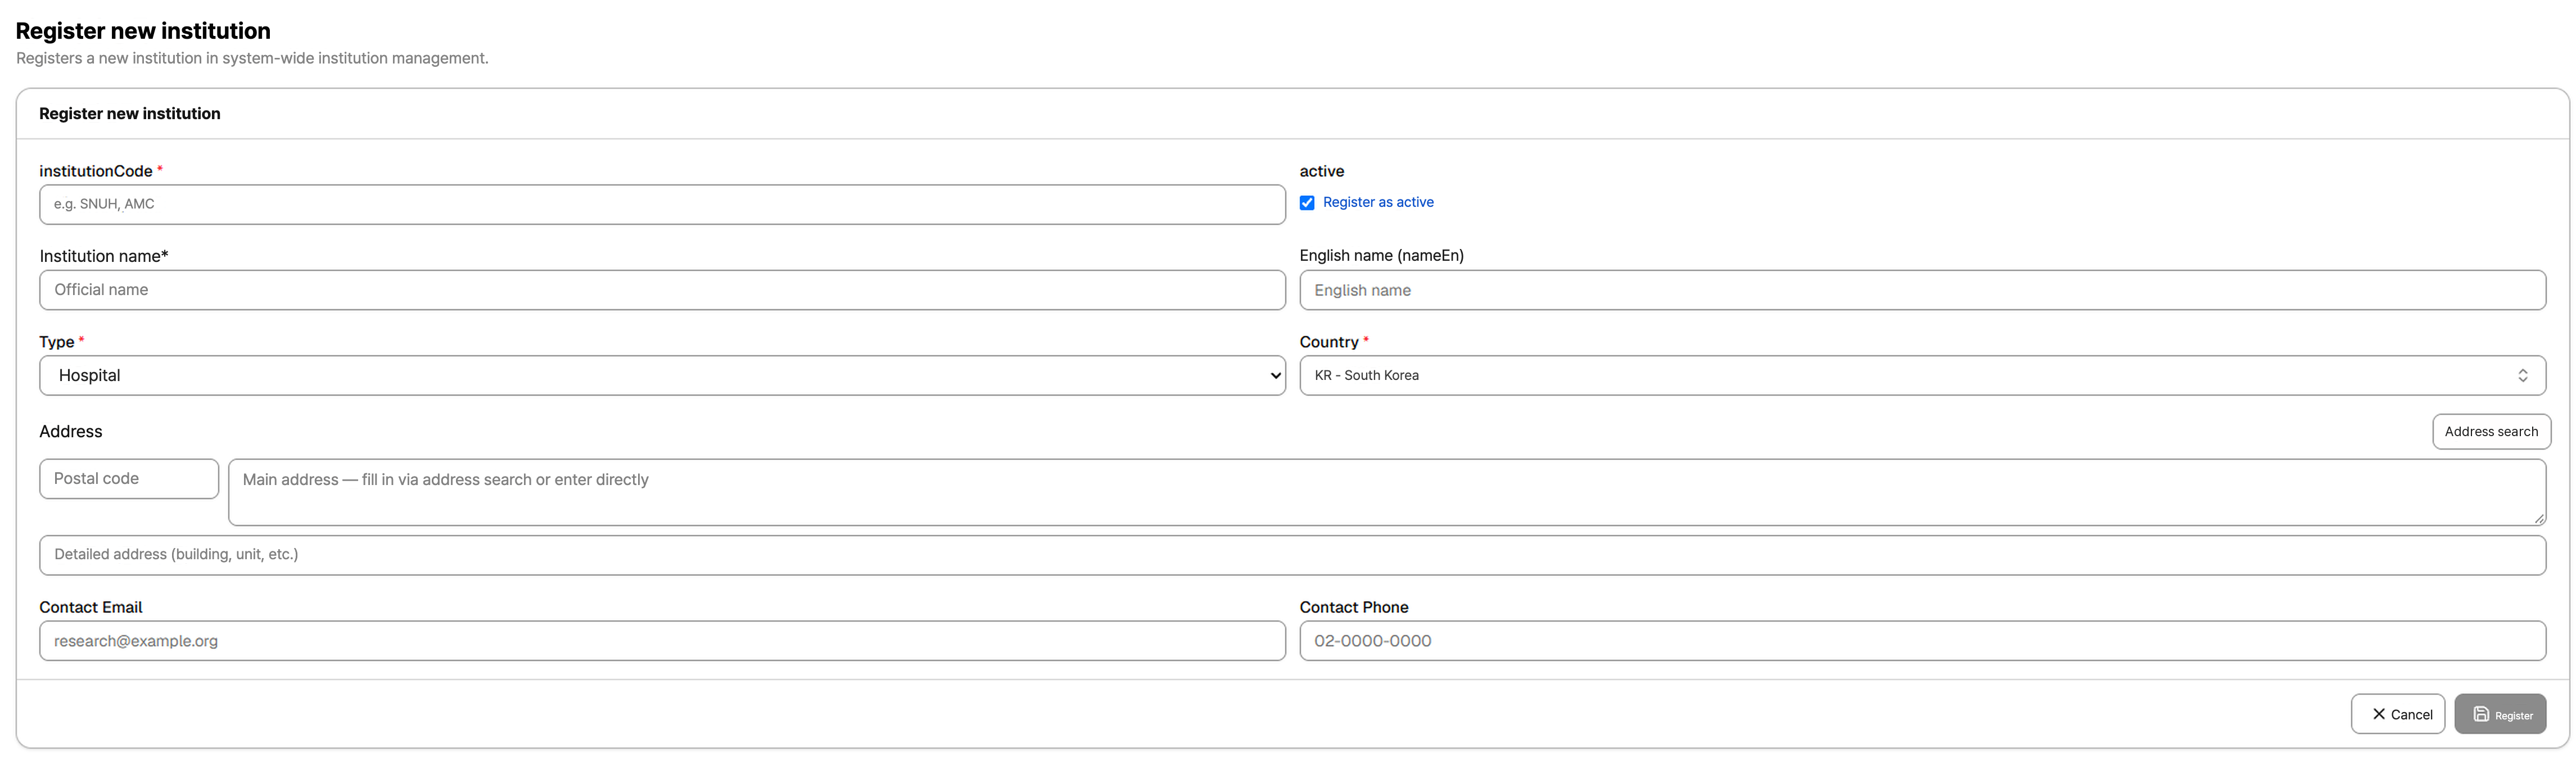 Register new institution
Registers a new institution in system-wide institution management.
Register new institution
institutionCode *
active
e.g. SNUH, AMC
Register as active
Institution name*
English name (nameEn)
Official name
English name
Type *
Country *
Hospital
KR - South Korea
Address
Address search
Postal code
Main address — fill in via address search or enter directly
Detailed address (building, unit, etc.)
Contact Email
Contact Phone
research@example.org
02-0000-0000
Cancel
Register